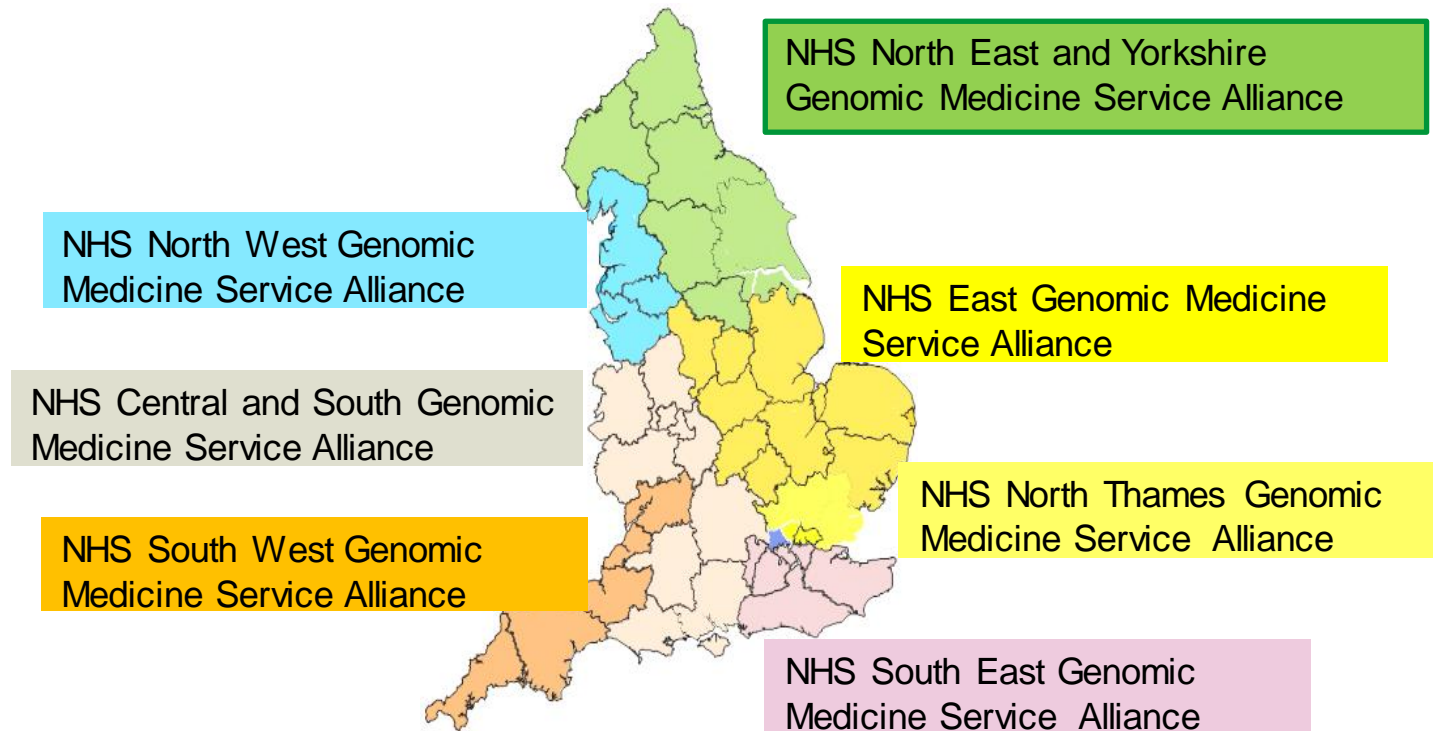 NHS North East and Yorkshire
Genomic Medicine Service Alliance
NHS North West Genomic
Medicine Service Alliance
NHS East Genomic Medicine
Service Alliance
NHS Central and South Genomic
Medicine Service Alliance
NHS North Thames Genomic
Medicine Service Alliance
NHS South West Genomic
Medicine Service Alliance
NHS South East Genomic
Medicine Service Alliance